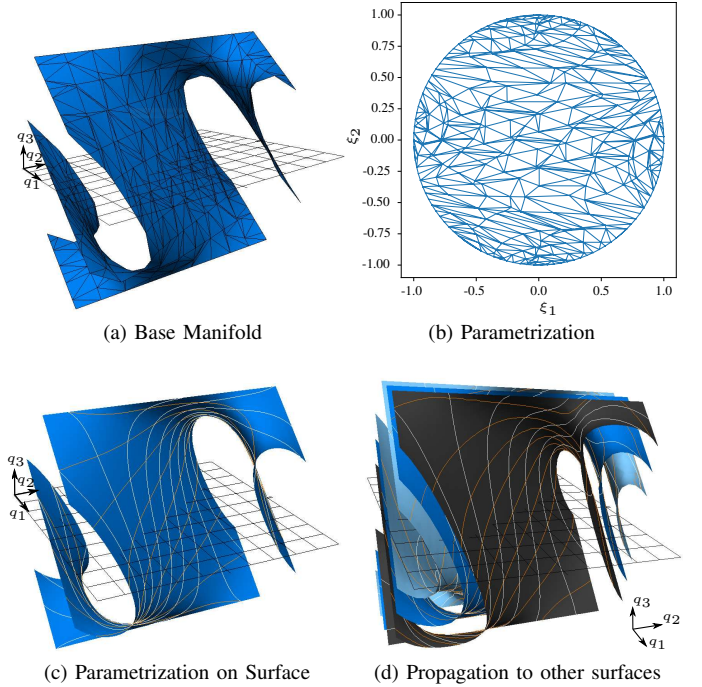 q₃
q₂
q₁
(a) Base Manifold
1.00
0.75
0.50
0.25
0.00
-0.25
-0.50
-0.75
-1.00
ξ₂
-1.0 -0.5 0.0 0.5 1.0
ξ₁
(b) Parametrization
q₃
q₂
q₁
(c) Parametrization on Surface
q₃
q₂
q₁
(d) Propagation to other surfaces